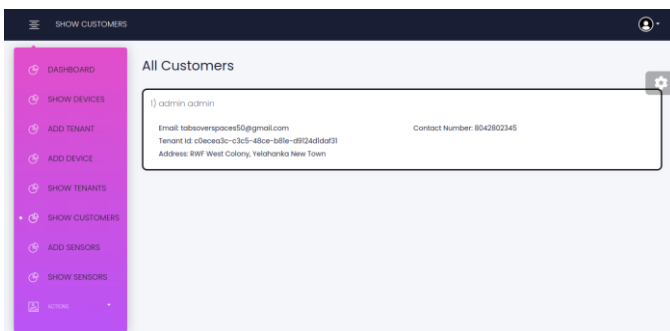 SHOW CUSTOMERS
DASHBOARD
SHOW DEVICES
ADD TENANT
ADD DEVICE
SHOW TENANTS
SHOW CUSTOMERS
ADD SENSORS
SHOW SENSORS
ACTIONS
All Customers
1) admin admin
Email: tabsoverspaces50@gmail.com
Contact Number: 8042802345
Tenant Id: c0ecea3c-c3c5-48ce-b81e-d9124d1daf31
Address: RWF West Colony, Yelahanka New Town